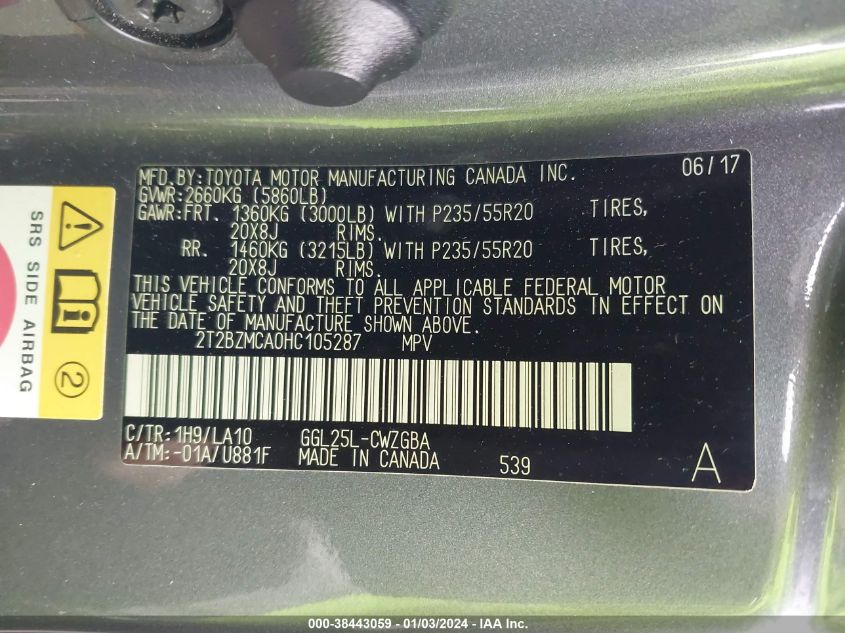 MFD.BY:TOYOTA MOTOR MANUFACTURING CANADA INC. 06/17
GVWR:2660KG (5860LB)
GAWR:FRT. 1360KG (3000LB) WITH P235/55R20 TIRES,
20X8J RIMS.
RR. 1460KG (3215LB) WITH P235/55R20 TIRES,
20X8J RIMS.
THIS VEHICLE CONFORMS TO ALL APPLICABLE FEDERAL MOTOR
VEHICLE SAFETY AND THEFT PREVENTION STANDARDS IN EFFECT ON
THE DATE OF MANUFACTURE SHOWN ABOVE.
2T2BZMCA0HC105287 MPV
C/TR:1H9/LA10 GGL25L-CWZGBA
A/TM:-01A/U881F MADE IN CANADA 539 A
SRS SIDE AIRBAG
2
000-38443059 - 01/03/2024 - IAA Inc.